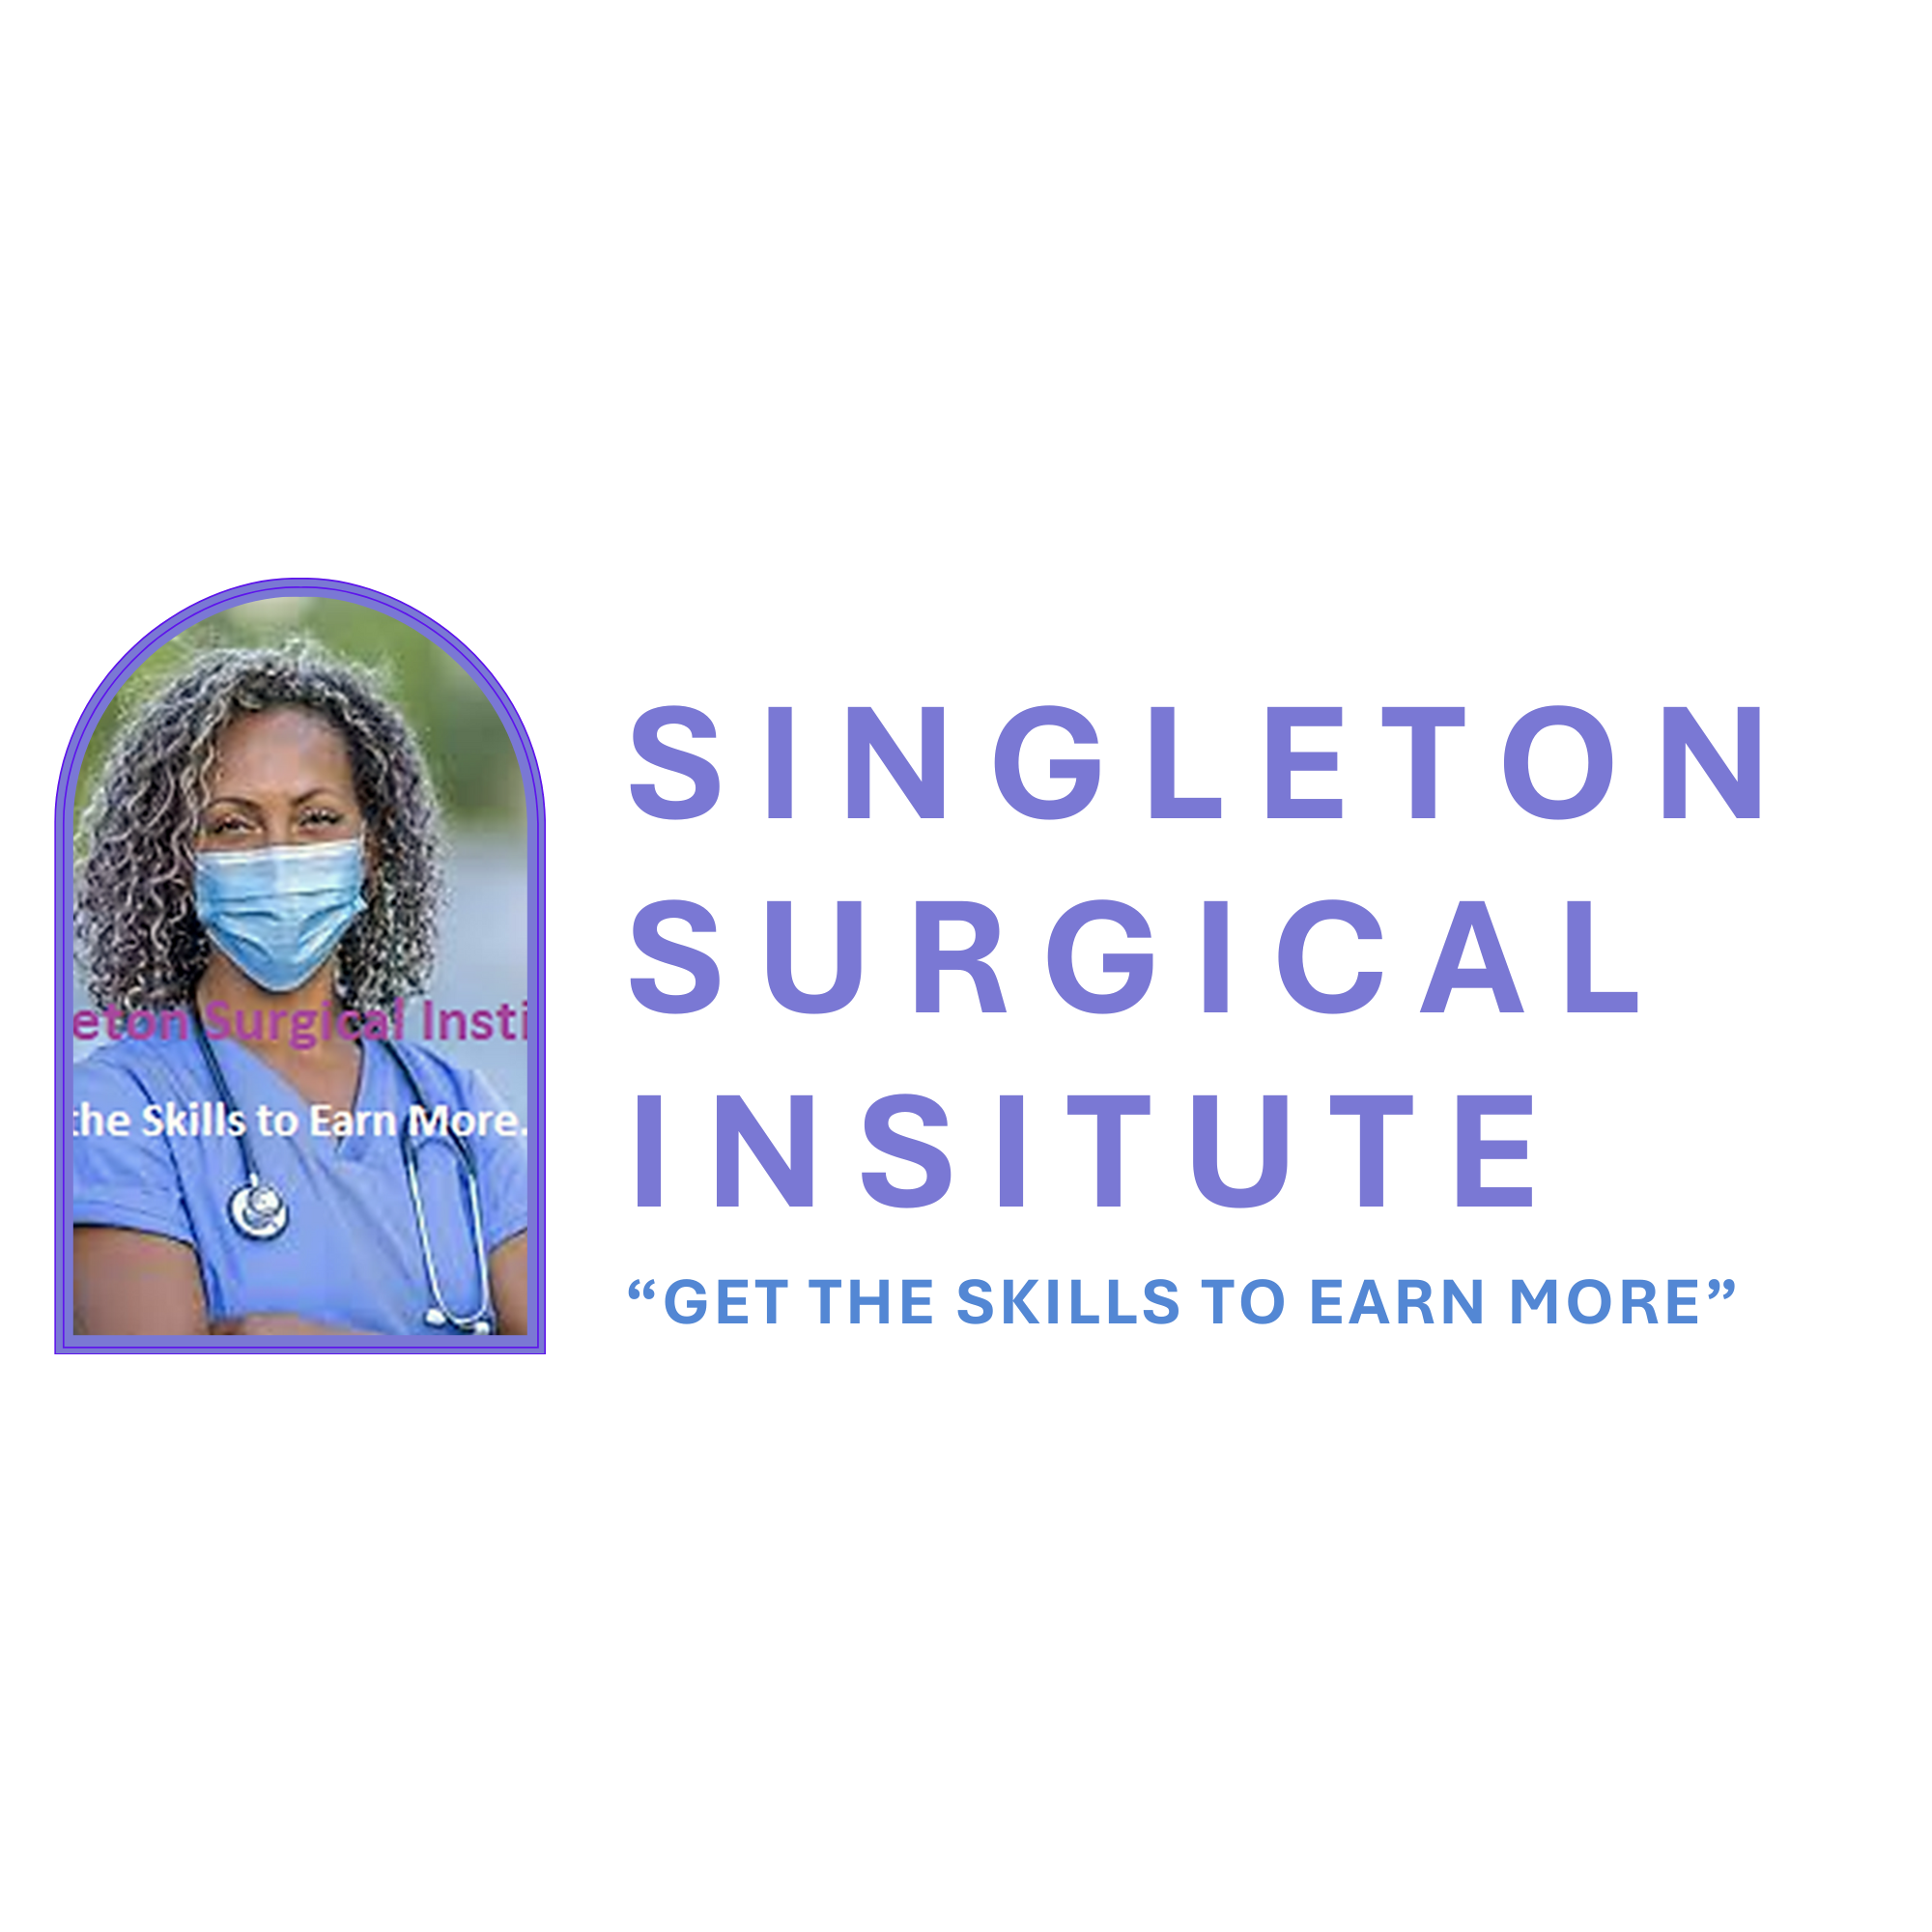 eton Surgical Insti
the Skills to Earn More.
SINGLETON
SURGICAL
INSITUTE
“GET THE SKILLS TO EARN MORE”